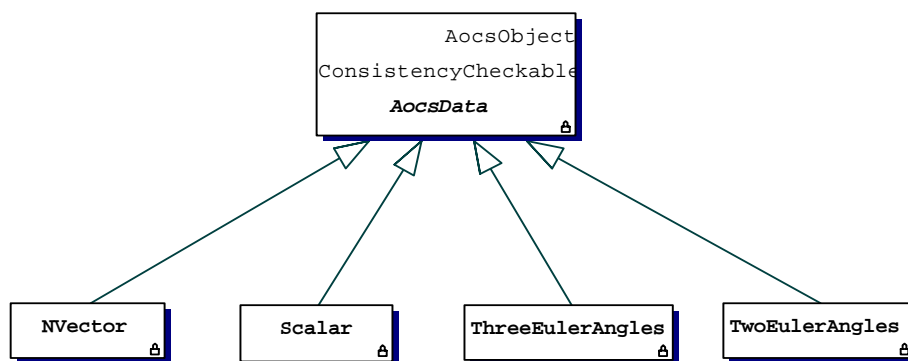 AocsObject
ConsistencyCheckable
AocsData
NVector
Scalar
ThreeEulerAngles
TwoEulerAngles